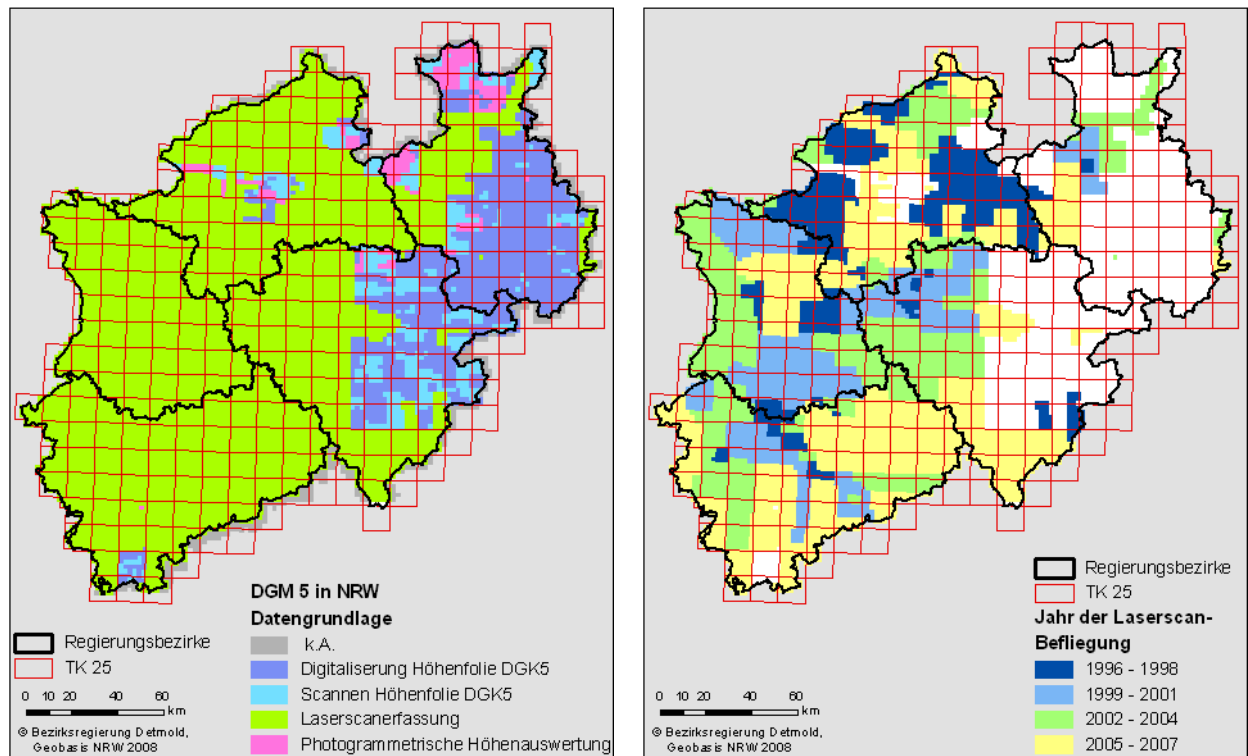 DGM 5 in NRW
Datengrundlage
k.A.
Digitaliserung Höhenfolie DGK5
Scannen Höhenfolie DGK5
Laserscanerfassung
Photogrammetrische Höhenauswertung
Regierungsbezirke
TK 25
0 10 20 40 60
km
© Bezirksregierung Detmold,
Geobasis NRW 2008
Regierungsbezirke
TK 25
Jahr der Laserscan-
Befliegung
1996 - 1998
1999 - 2001
2002 - 2004
2005 - 2007
0 10 20 40 60
km
© Bezirksregierung Detmold,
Geobasis NRW 2008